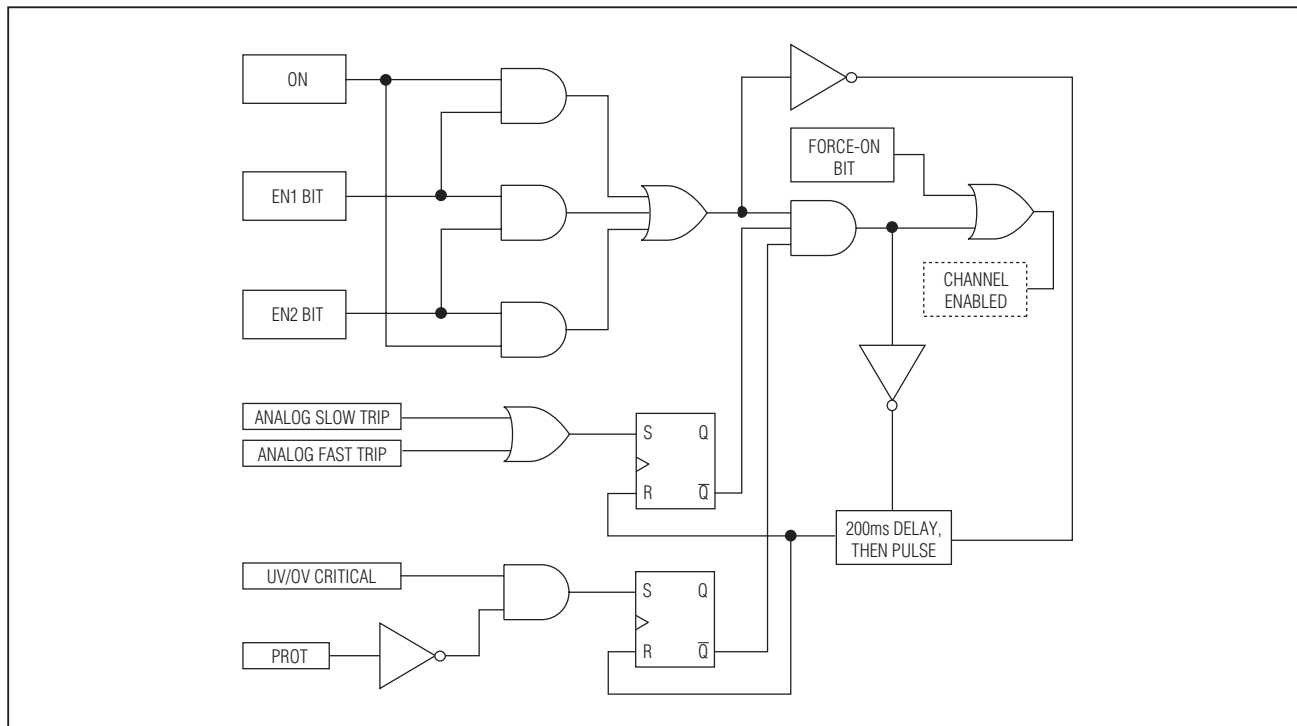 ON
EN1 BIT
EN2 BIT
FORCE-ON
BIT
CHANNEL
ENABLED
ANALOG SLOW TRIP
ANALOG FAST TRIP
S Q
R Q̅
200ms DELAY,
THEN PULSE
UV/OV CRITICAL
PROT
S Q
R Q̅